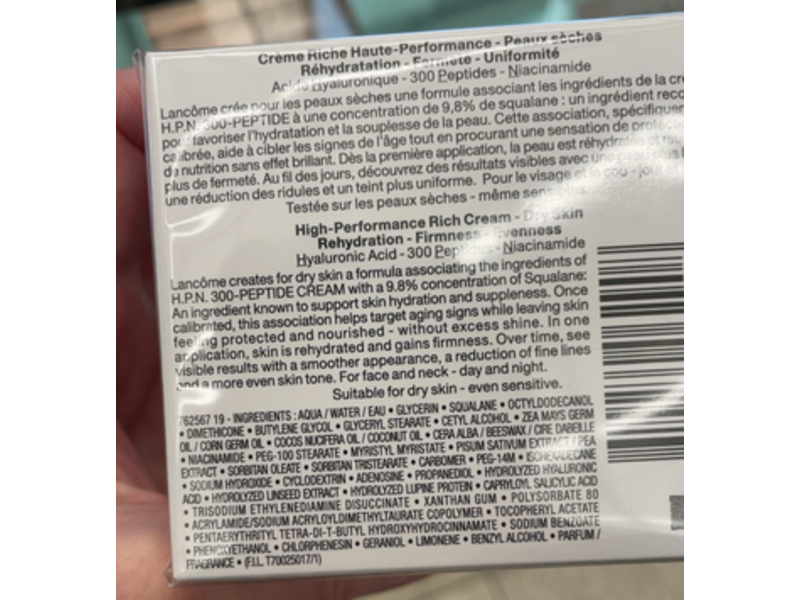 Crème Riche Haute-Performance - Peaux sèches
Réhydratation - Fermeté - Uniformité
Acide Hyaluronique - 300 Peptides - Niacinamide
Lancôme crée pour les peaux sèches une formule associant les ingrédients de la
H.P.N. 300-PEPTIDE à une concentration de 9,8% de squalane : un ingrédient
pour favoriser l'hydratation et la souplesse de la peau. Cette association,
calibrée, aide à cibler les signes de l'âge tout en procurant une sensation de
de nutrition sans effet brillant. Dès la première application, la peau est réhydratée et
plus de fermeté. Au fil des jours, découvrez des résultats visibles avec une peau plus
une réduction des ridules et un teint plus uniforme. Pour le visage et le cou - jour et
Testée sur les peaux sèches - même sensibles.
High-Performance Rich Cream - Dry Skin
Rehydration - Firmness - Evenness
Hyaluronic Acid - 300 Peptides - Niacinamide
Lancôme creates for dry skin a formula associating the ingredients of
H.P.N. 300-PEPTIDE CREAM with a 9.8% concentration of Squalane:
An ingredient known to support skin hydration and suppleness. Once
calibrated, this association helps target aging signs while leaving skin
feeling protected and nourished - without excess shine. In one
application, skin is rehydrated and gains firmness. Over time, see
visible results with a smoother appearance, a reduction of fine lines
and a more even skin tone. For face and neck - day and night.
Suitable for dry skin - even sensitive.
762567 19 - INGREDIENTS : AQUA / WATER / EAU • GLYCERIN • SQUALANE • OCTYLDODECANOL
• DIMETHICONE • BUTYLENE GLYCOL • GLYCERYL STEARATE • CETYL ALCOHOL • ZEA MAYS GERM
OIL / CORN GERM OIL • COCOS NUCIFERA OIL / COCONUT OIL • CERA ALBA / BEESWAX / CIRE DABEILLE
• NIACINAMIDE • PEG-100 STEARATE • MYRISTYL MYRISTATE • PISUM SATIVUM EXTRACT / PEA
EXTRACT • SORBITAN OLEATE • SORBITAN TRISTEARATE • CARBOMER • PEG-14M • ISOHEXADECANE
• SODIUM HYDROXIDE • CYCLODEXTRIN • ADENOSINE • PROPANEDIOL • HYDROLYZED HYALURONIC
ACID • HYDROLYZED LINSEED EXTRACT • HYDROLYZED LUPINE PROTEIN • CAPRYLOYL SALICYLIC ACID
• TRISODIUM ETHYLENEDIAMINE DISUCCINATE • XANTHAN GUM • POLYSORBATE 80
• ACRYLAMIDE/SODIUM ACRYLOYLDIMETHYLTAURATE COPOLYMER • TOCOPHERYL ACETATE
• PENTAERYTHRITYL TETRA-DI-T-BUTYL HYDROXYHYDROCINNAMATE • SODIUM BENZOATE
• PHENOXYETHANOL • CHLORPHENESIN • GERANIOL • LIMONENE • BENZYL ALCOHOL • PARFUM /
FRAGRANCE • (F.I.L. T70025017/1)